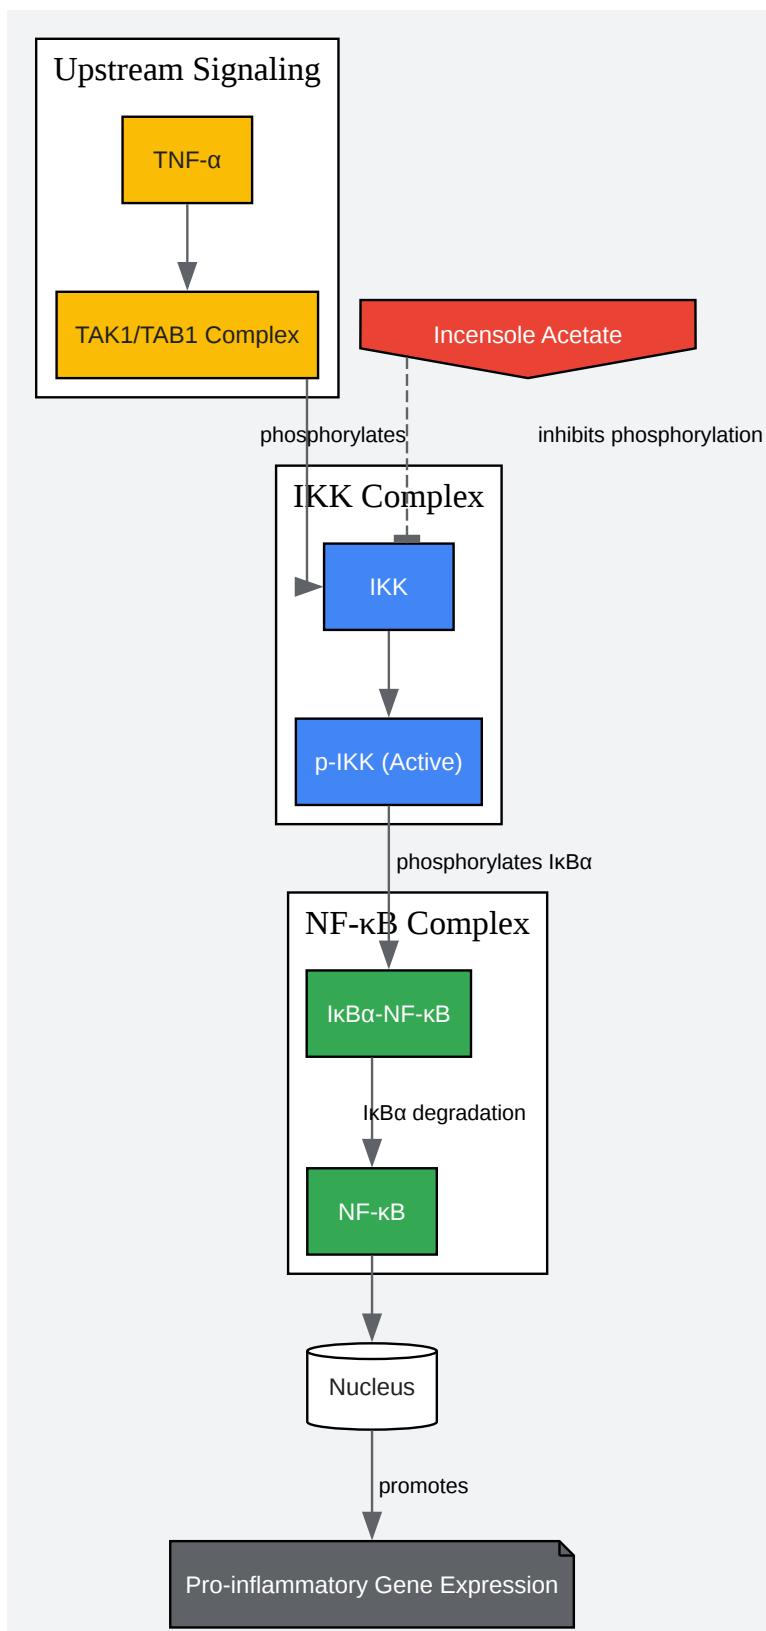 Upstream Signaling
TNF-α
TAK1/TAB1 Complex
Incensole Acetate
phosphorylates
inhibits phosphorylation
IKK Complex
IKK
p-IKK (Active)
phosphorylates IκBα
NF-κB Complex
IκBα-NF-κB
IκBα degradation
NF-κB
Nucleus
promotes
Pro-inflammatory Gene Expression